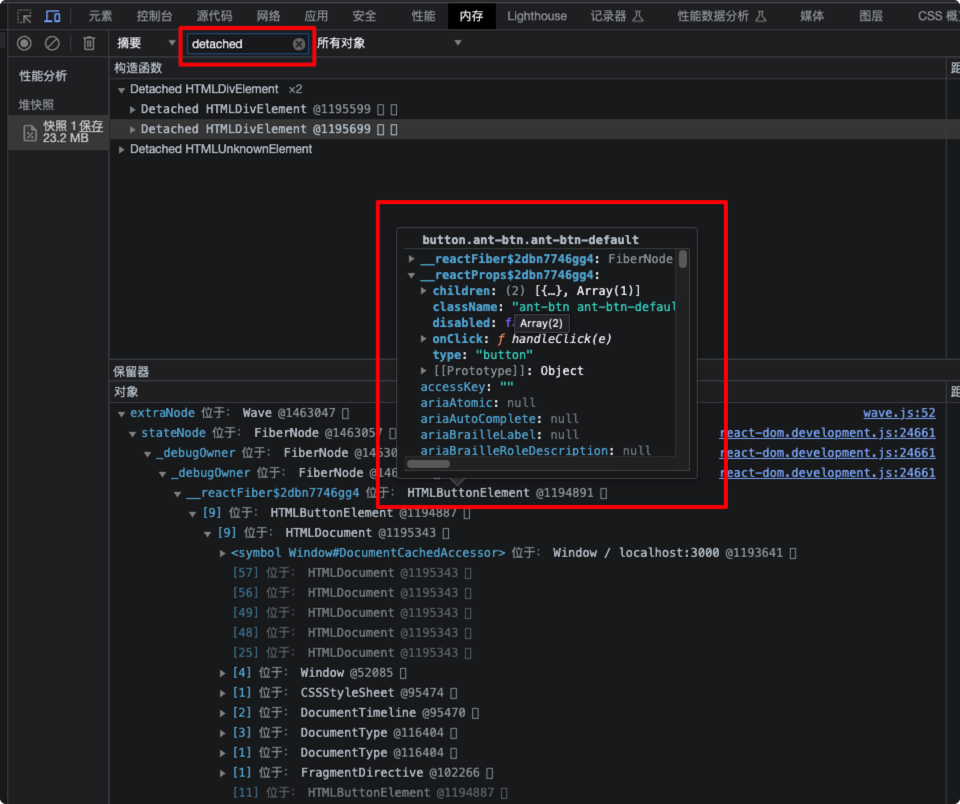 元素 控制台 源代码 网络 应用 安全 性能 内存 Lighthouse 记录器 性能数据分析 媒体 图层 CSS 概
摘要 detached 所有对象
性能分析
堆快照
快照 1 保存
23.2 MB
构造函数 距
Detached HTMLDivElement ×2
Detached HTMLDivElement @1195599
Detached HTMLDivElement @1195699
Detached HTMLUnknownElement
button.ant-btn.ant-btn-default
__reactFiber$2dbn7746gg4: FiberNode
__reactProps$2dbn7746gg4:
children: (2) [{…}, Array(1)]
className: "ant-btn ant-btn-defaul
disabled: f
Array(2)
onClick: ƒ handleClick(e)
type: "button"
[[Prototype]]: Object
accessKey: ""
ariaAtomic: null
ariaAutoComplete: null
ariaBrailleLabel: null
ariaBrailleRoleDescription: null
保留器
对象 距
extraNode 位于: Wave @1463047 wave.js:52
stateNode 位于: FiberNode @1463057 react-dom.development.js:24661
_debugOwner 位于: FiberNode @14630 react-dom.development.js:24661
_debugOwner 位于: FiberNode @146 react-dom.development.js:24661
__reactFiber$2dbn7746gg4 位于: HTMLButtonElement @1194891
[9] 位于: HTMLButtonElement @1194887
[9] 位于: HTMLDocument @1195343
<symbol Window#DocumentCachedAccessor> 位于: Window / localhost:3000 @1193641
[57] 位于: HTMLDocument @1195343
[56] 位于: HTMLDocument @1195343
[49] 位于: HTMLDocument @1195343
[48] 位于: HTMLDocument @1195343
[25] 位于: HTMLDocument @1195343
[4] 位于: Window @52085
[1] 位于: CSSStyleSheet @95474
[2] 位于: DocumentTimeline @95470
[3] 位于: DocumentType @116404
[1] 位于: DocumentType @116404
[1] 位于: FragmentDirective @102266
[11] 位于: HTMLButtonElement @1194887